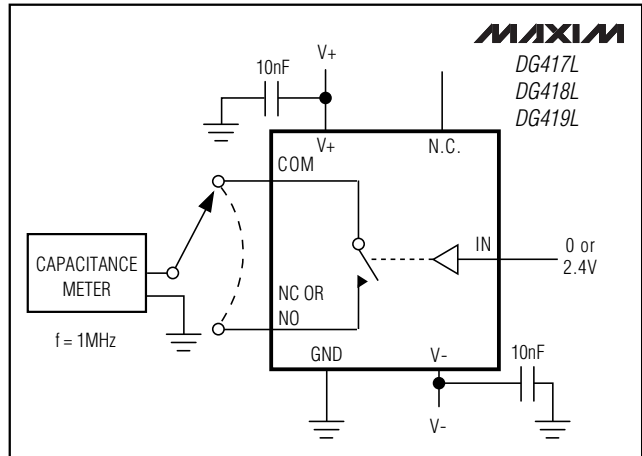 MAXIM
DG417L
DG418L
DG419L
V+
10nF
V+
N.C.
COM
IN
0 or
2.4V
CAPACITANCE
METER
f = 1MHz
NC OR
NO
GND
V-
10nF
V-